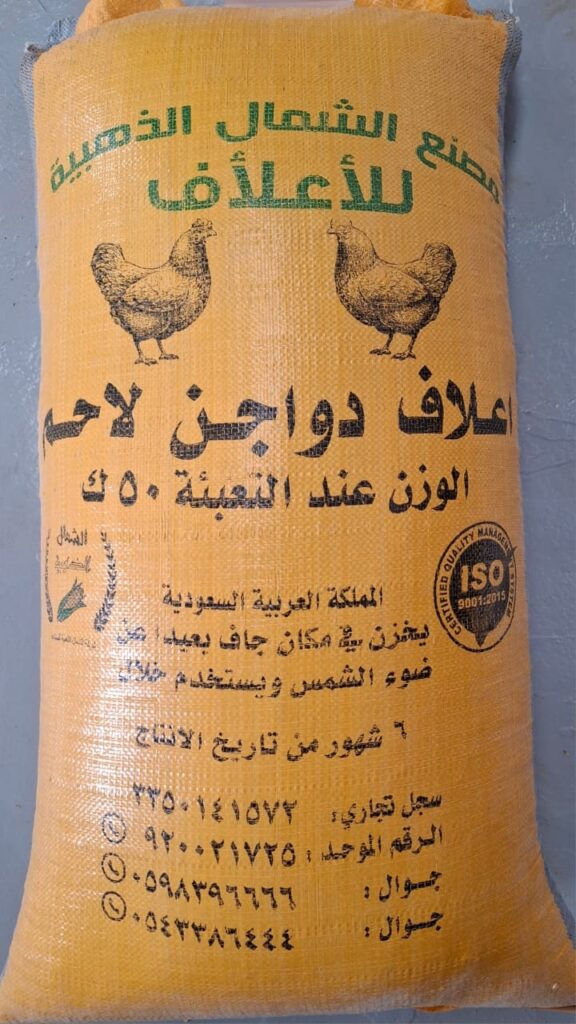 مصنع الشمال الذهبية
للأعلاف
اعلاف دواجن لاحم
الوزن عند التعبئة ٥٠ ك
الشمال
CERTIFIED QUALITY MANAGEMENT SYSTEM
ISO
9001:2015
المملكة العربية السعودية
يخزن في مكان جاف بعيدا عن
ضوء الشمس ويستخدم خلال
٦ شهور من تاريخ الانتاج
سجل تجاري: ٣٣٥٠١٤١٥٧٢
الرقم الموحد: ٩٢٠٠٢١٧٢٥
جوال: ٠٥٩٨٣٩٦٦٦٦
جوال: ٠٥٤٣٣٨٦٤٤٤